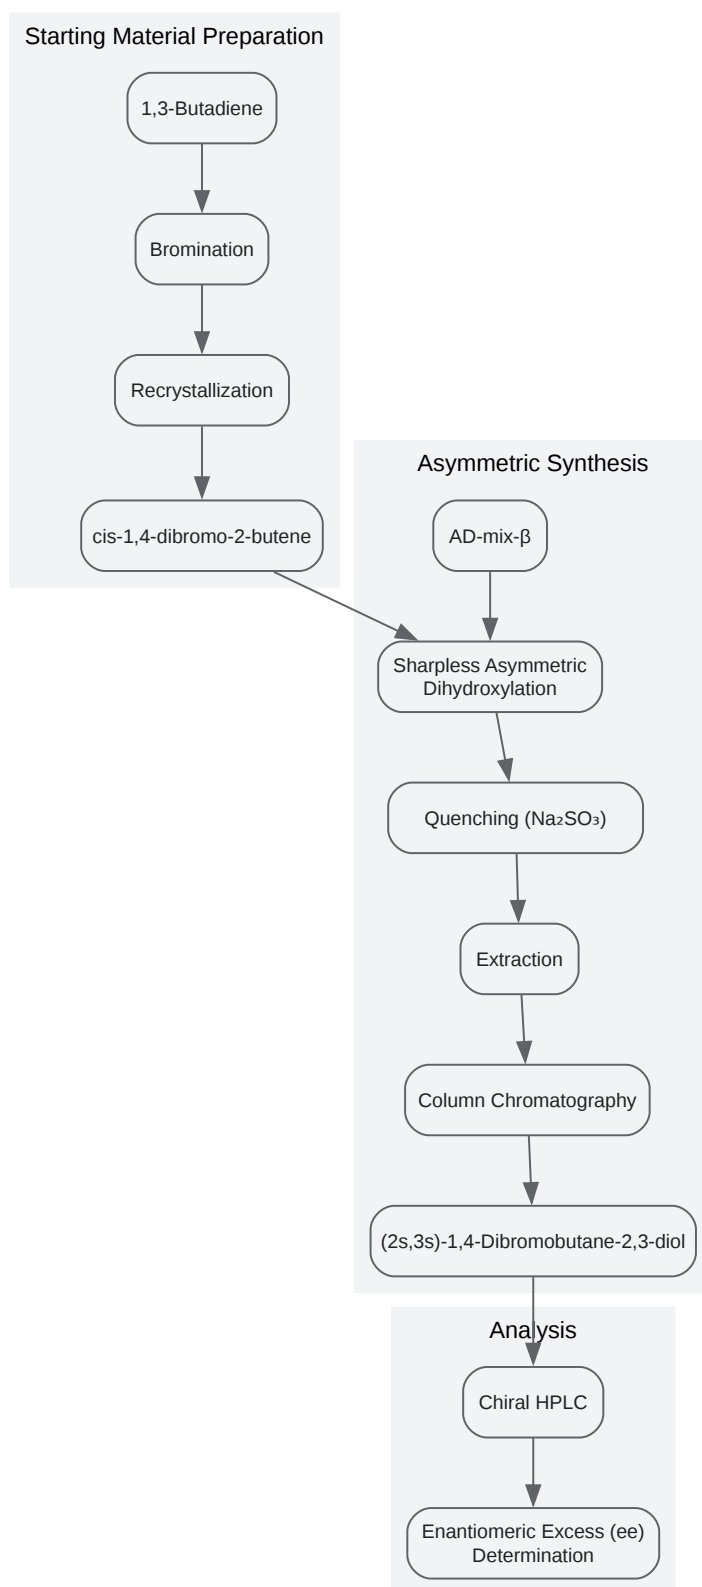 Starting Material Preparation
1,3-Butadiene
Bromination
Recrystallization
cis-1,4-dibromo-2-butene
Asymmetric Synthesis
AD-mix-β
Sharpless Asymmetric
Dihydroxylation
Quenching (Na₂SO₃)
Extraction
Column Chromatography
(2s,3s)-1,4-Dibromobutane-2,3-diol
Analysis
Chiral HPLC
Enantiomeric Excess (ee)
Determination